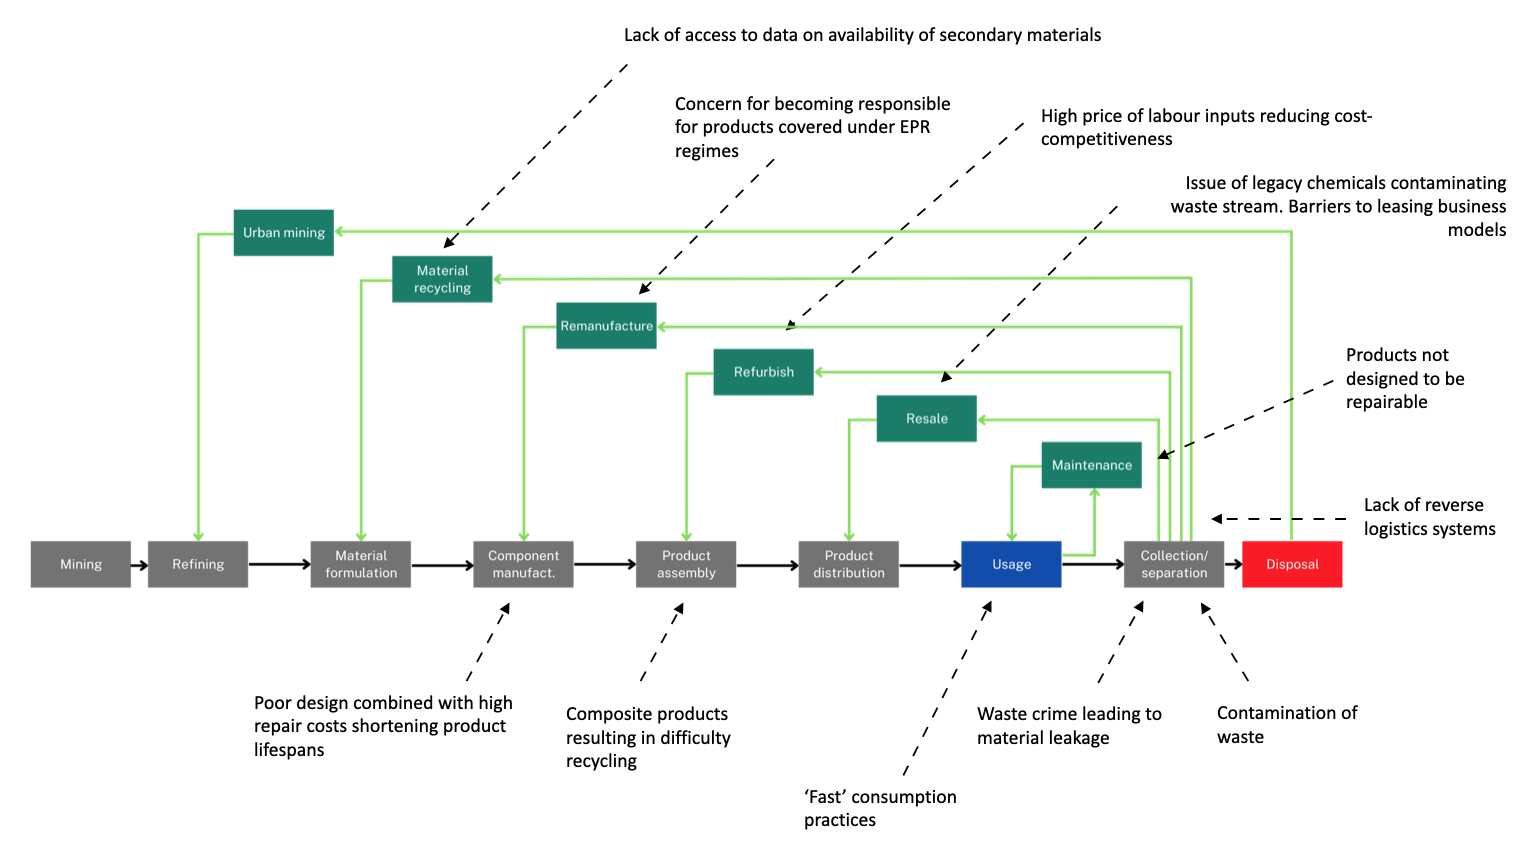 Lack of access to data on availability of secondary materials
Concern for becoming responsible
for products covered under EPR
regimes
High price of labour inputs reducing cost-
competitiveness
Issue of legacy chemicals contaminating
waste stream. Barriers to leasing business
models
Urban mining
Material
recycling
Remanufacture
Refurbish
Products not
designed to be
repairable
Resale
Maintenance
Lack of reverse
logistics systems
Mining
Refining
Material
formulation
Component
manufact.
Product
assembly
Product
distribution
Usage
Collection/
separation
Disposal
Poor design combined with high
repair costs shortening product
lifespans
Composite products
resulting in difficulty
recycling
‘Fast’ consumption
practices
Waste crime leading to
material leakage
Contamination of
waste